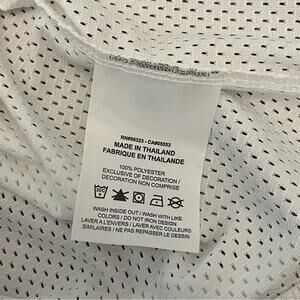 RN#56323 - CA#05553
MADE IN THAILAND
FABRIQUE EN THAILANDE
100% POLYESTER
EXCLUSIVE OF DECORATION /
DECORATION NON COMPRISE
WASH INSIDE OUT / WASH WITH LIKE
COLORS / DO NOT IRON DESIGN
LAVER A L'ENVERS / LAVER AVEC COULEURS
SIMILAIRES / NE PAS REPASSER LE DESSIN